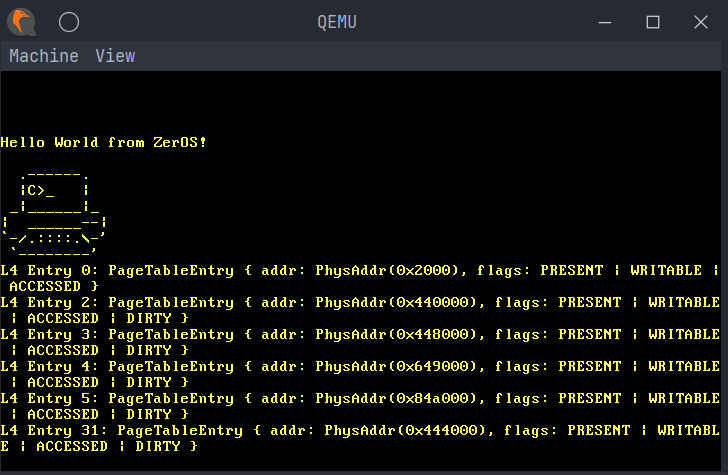 QEMU
Machine View
Hello World from ZerOS!
  .------.
  |C>_   |
 _|______|_
|  ______--|
`-/.::::.\-'
 `--------'
L4 Entry 0: PageTableEntry { addr: PhysAddr(0x2000), flags: PRESENT | WRITABLE |
 ACCESSED }
L4 Entry 2: PageTableEntry { addr: PhysAddr(0x440000), flags: PRESENT | WRITABLE
 | ACCESSED | DIRTY }
L4 Entry 3: PageTableEntry { addr: PhysAddr(0x448000), flags: PRESENT | WRITABLE
 | ACCESSED | DIRTY }
L4 Entry 4: PageTableEntry { addr: PhysAddr(0x649000), flags: PRESENT | WRITABLE
 | ACCESSED | DIRTY }
L4 Entry 5: PageTableEntry { addr: PhysAddr(0x84a000), flags: PRESENT | WRITABLE
 | ACCESSED | DIRTY }
L4 Entry 31: PageTableEntry { addr: PhysAddr(0x444000), flags: PRESENT | WRITABL
E | ACCESSED | DIRTY }